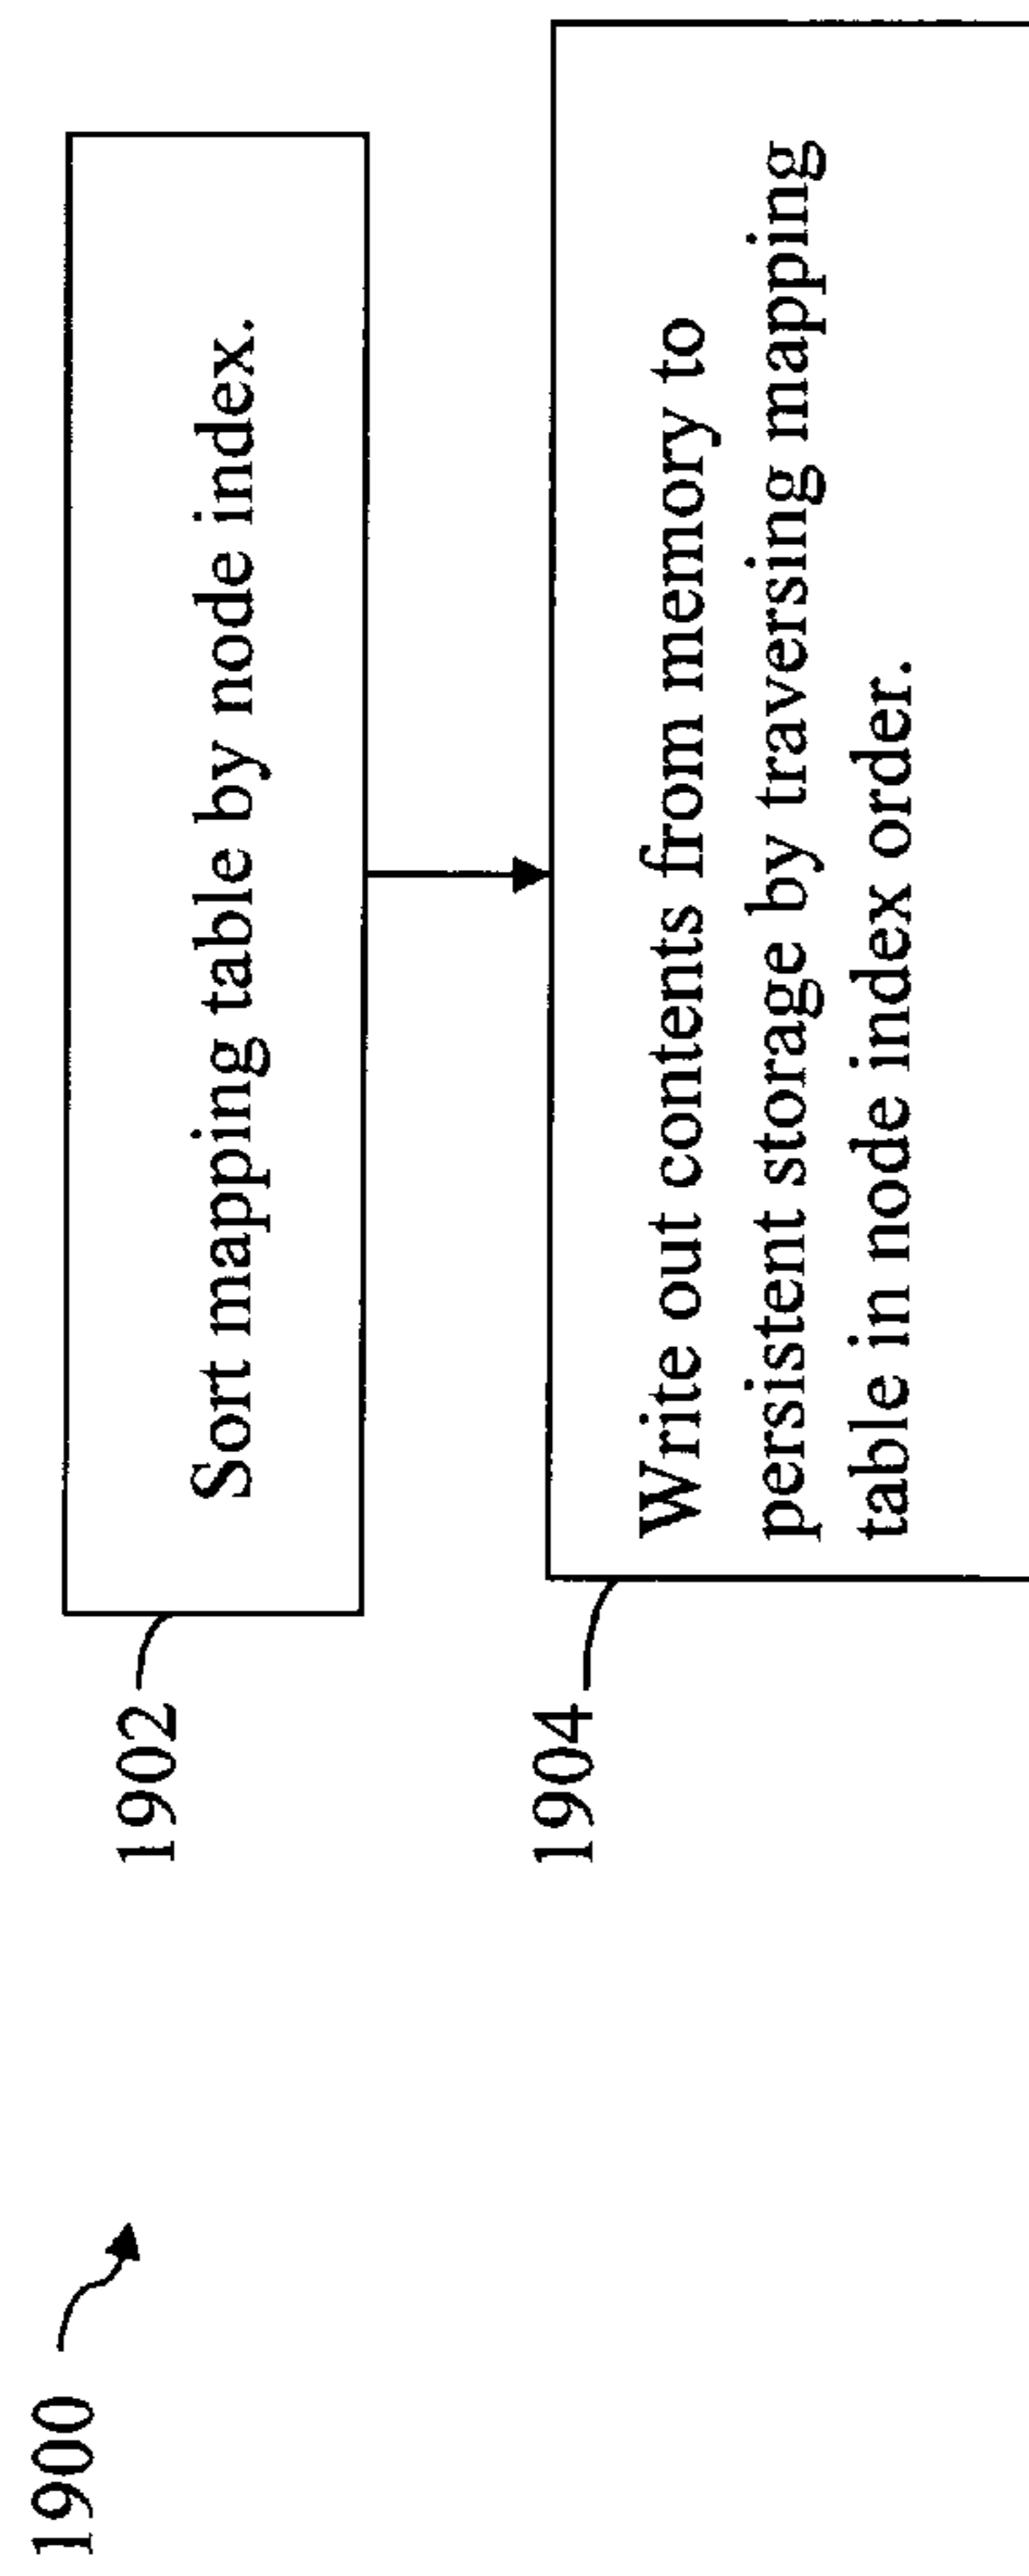 1900
1902
Sort mapping table by node index.
1904
Write out contents from memory to
persistent storage by traversing mapping
table in node index order.